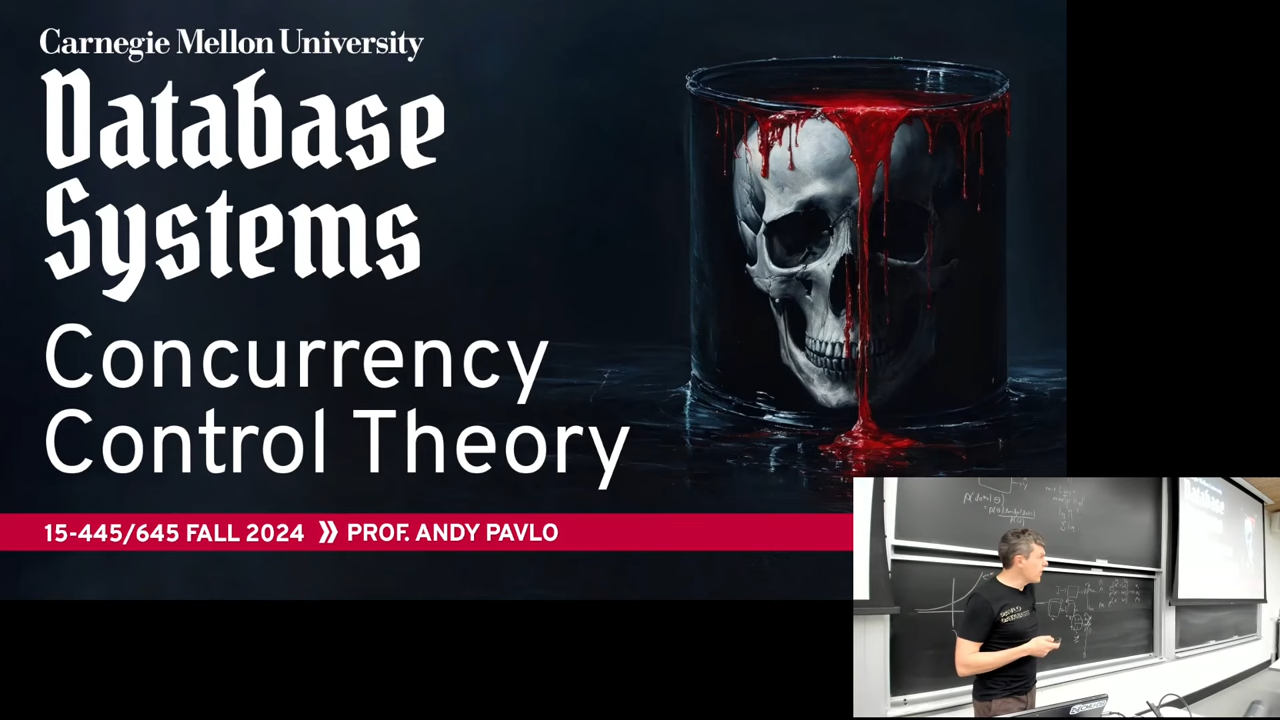 Carnegie Mellon University
Database
Systems
Concurrency
Control Theory
15-445/645 FALL 2024 » PROF. ANDY PAVLO